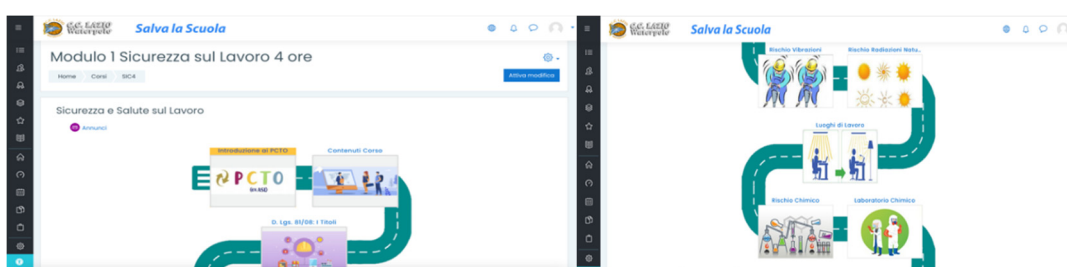 S.C. LAZIO
Waterpolo
Salva la Scuola
Modulo 1 Sicurezza sul Lavoro 4 ore
Home Corsi SIC4
Attiva modifica
Sicurezza e Salute sul Lavoro
Annunci
Introduzione al PCTO
Contenuti Corso
PCTO
D. Lgs. 81/08: I Titoli
S.C. LAZIO
Waterpolo
Salva la Scuola
Rischio Vibrazioni
Rischio Radiazioni Natu..
Luoghi di Lavoro
Rischio Chimico
Laboratorio Chimico